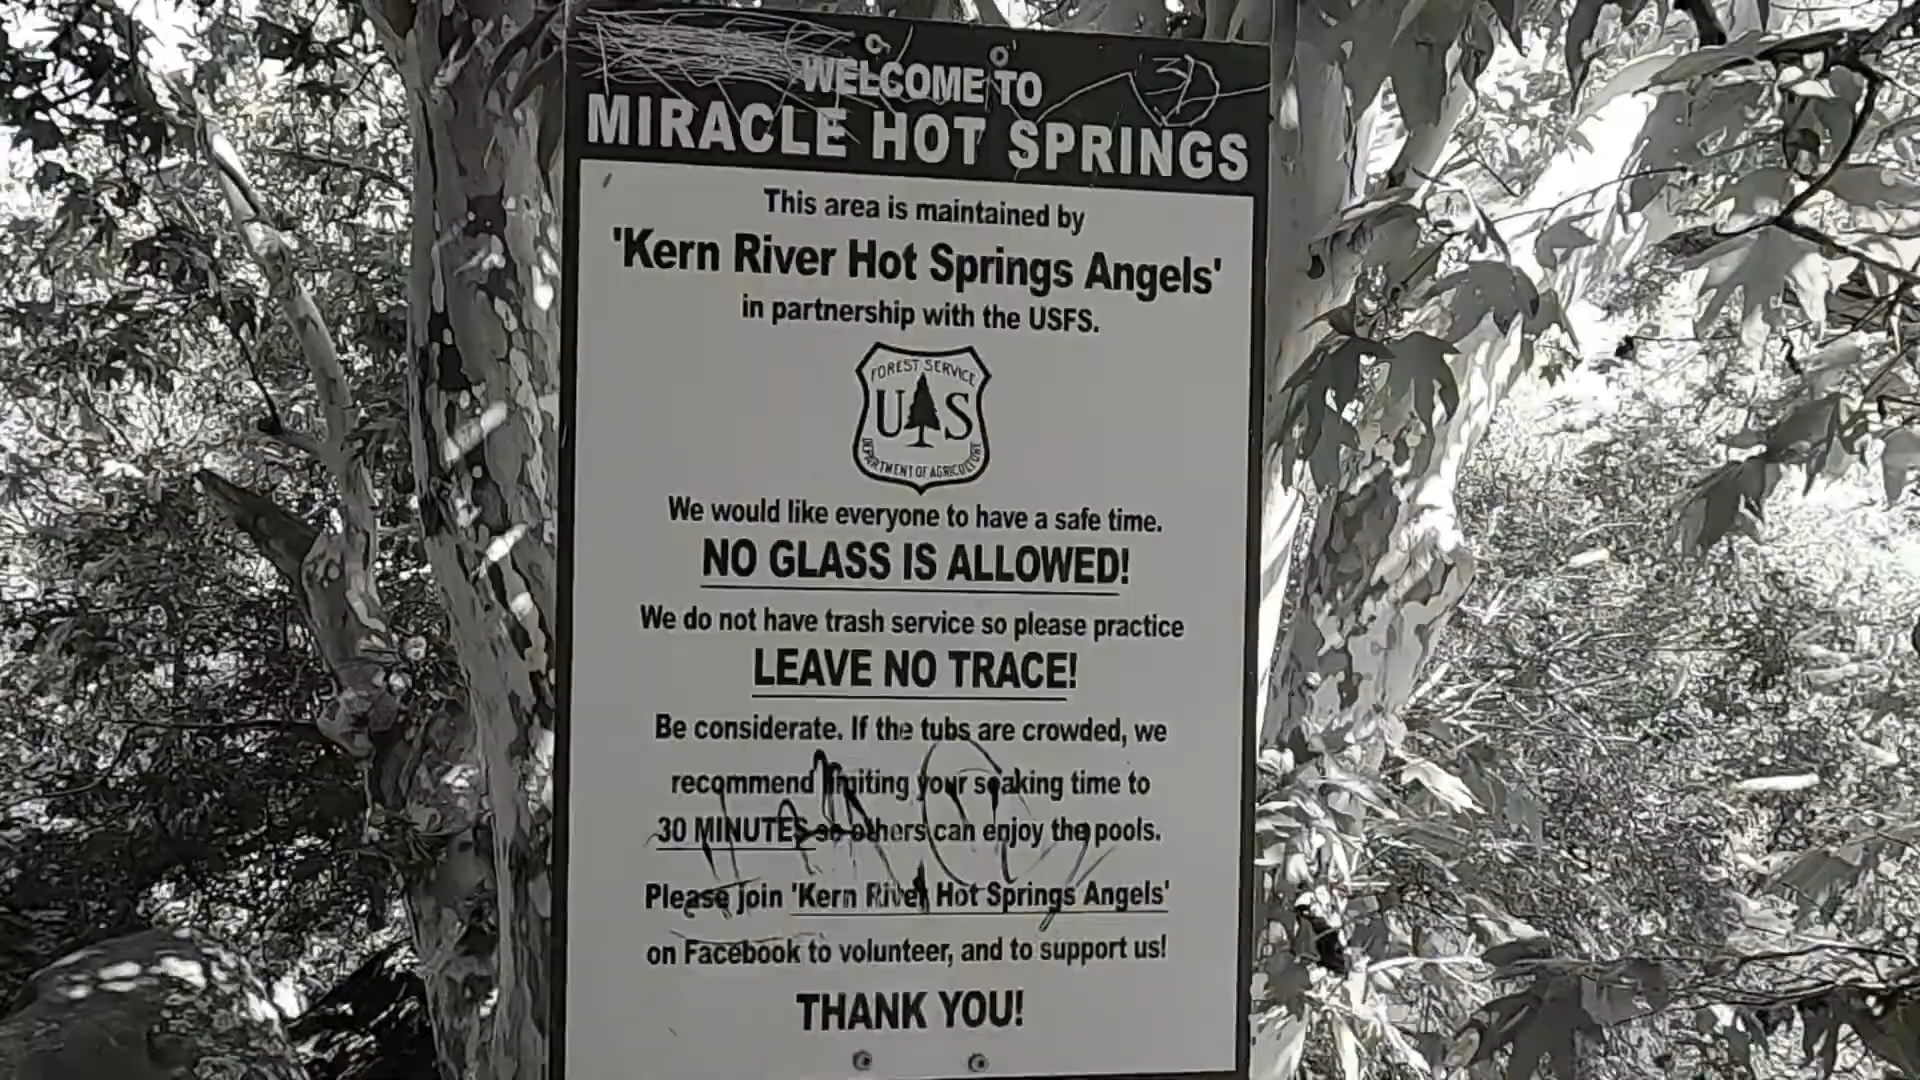 WELCOME TO
MIRACLE HOT SPRINGS
This area is maintained by
'Kern River Hot Springs Angels'
in partnership with the USFS.
FOREST SERVICE
U S
DEPARTMENT OF AGRICULTURE
We would like everyone to have a safe time.
NO GLASS IS ALLOWED!
We do not have trash service so please practice
LEAVE NO TRACE!
Be considerate. If the tubs are crowded, we
recommend limiting your soaking time to
30 MINUTES so others can enjoy the pools.
Please join 'Kern River Hot Springs Angels'
on Facebook to volunteer, and to support us!
THANK YOU!